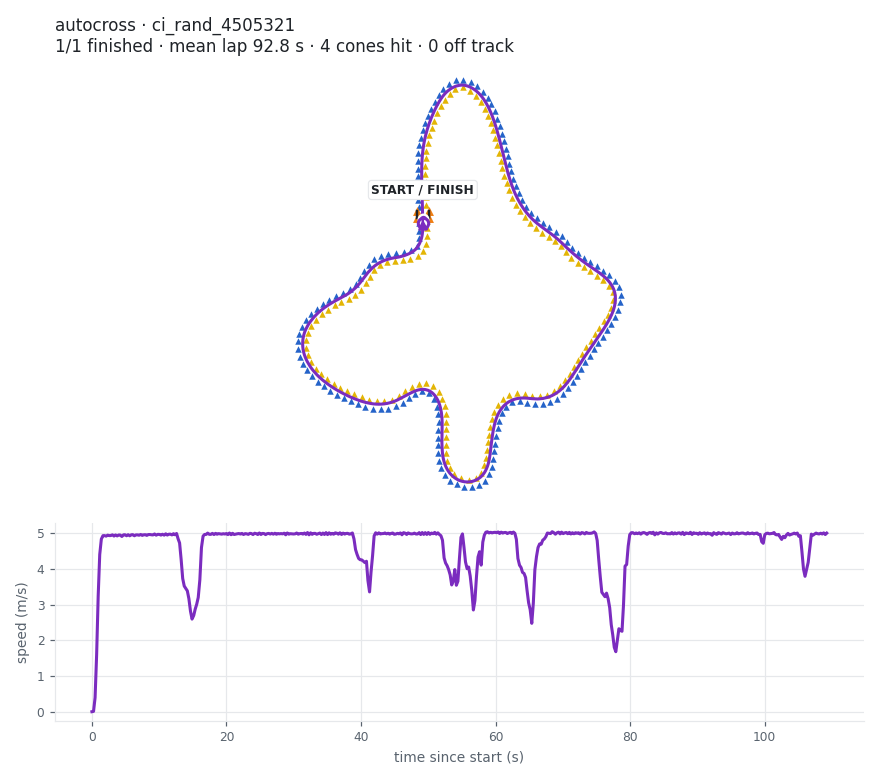 autocross · ci_rand_4505321
1/1 finished · mean lap 92.8 s · 4 cones hit · 0 off track
START / FINISH
5
4
3
2
1
0
speed (m/s)
0 20 40 60 80 100
time since start (s)